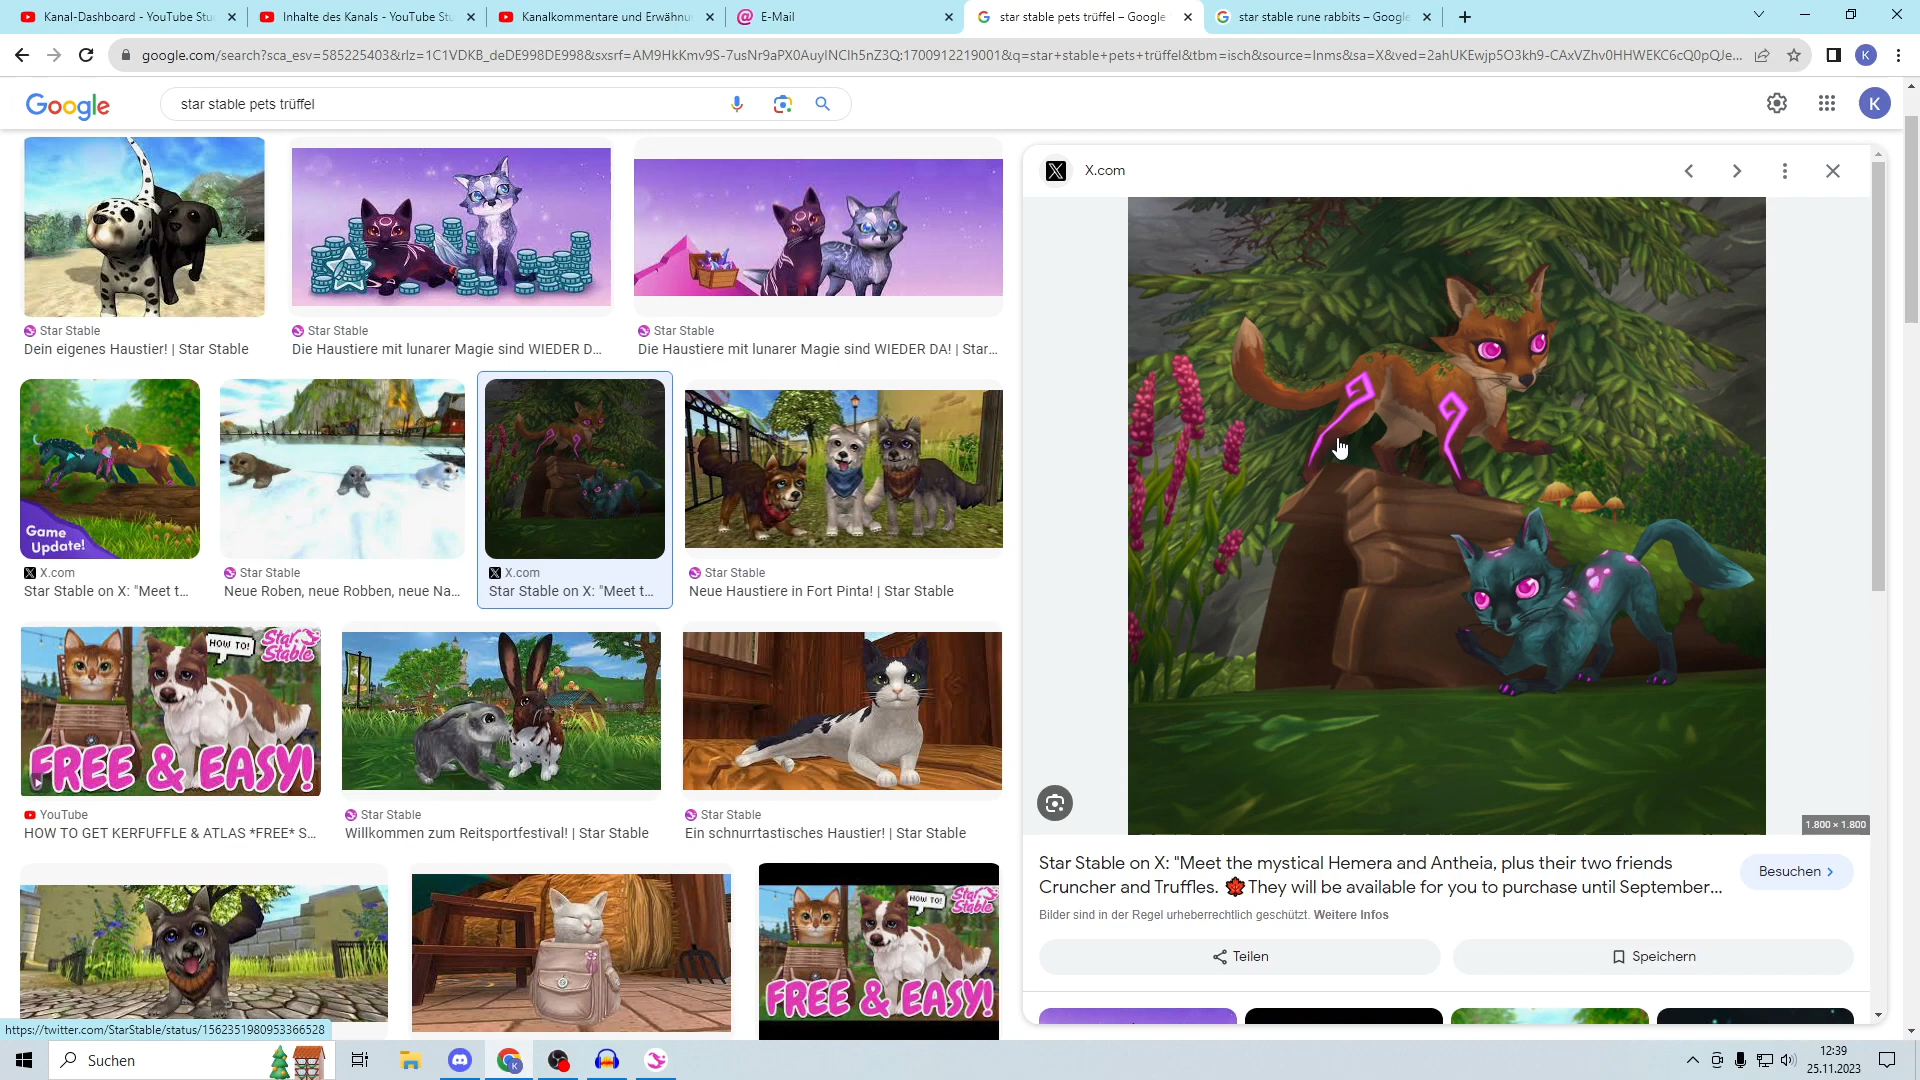 Kanal-Dashboard - YouTube Stu
Inhalte des Kanals - YouTube Stu
Kanalkommentare und Erwähnu
E-Mail
star stable pets trüffel – Google
star stable rune rabbits – Google
google.com/search?sca_esv=585225403&rlz=1C1VDKB_deDE998DE998&sxsrf=AM9HkKmv9S-7usNr9aPX0AuyINCIh5nZ3Q:1700912219001&q=star+stable+pets+trüffel&tbm=isch&source=lnms&sa=X&ved=2ahUKEwjp5O3kh9-CAxVZhv0HHWEKC6cQ0pQJe...
K
Google
star stable pets trüffel
K
X.com
Star Stable
Dein eigenes Haustier! | Star Stable
Star Stable
Die Haustiere mit lunarer Magie sind WIEDER D...
Star Stable
Die Haustiere mit lunarer Magie sind WIEDER DA! | Star...
Game
Update!
X.com
Star Stable on X: "Meet t...
Star Stable
Neue Roben, neue Robben, neue Na...
X.com
Star Stable on X: "Meet t...
Star Stable
Neue Haustiere in Fort Pinta! | Star Stable
HOW TO!
Star
Stable
FREE & EASY!
YouTube
HOW TO GET KERFUFFLE & ATLAS *FREE* S...
Star Stable
Willkommen zum Reitsportfestival! | Star Stable
Star Stable
Ein schnurrtastisches Haustier! | Star Stable
HOW TO!
Star
Stable
FREE & EASY!
1.800 × 1.800
Star Stable on X: "Meet the mystical Hemera and Antheia, plus their two friends
Cruncher and Truffles. 🍁They will be available for you to purchase until September...
Besuchen
Bilder sind in der Regel urheberrechtlich geschützt. Weitere Infos
Teilen
Speichern
https://twitter.com/StarStable/status/1562351980953366528
Suchen
K
12:39
25.11.2023